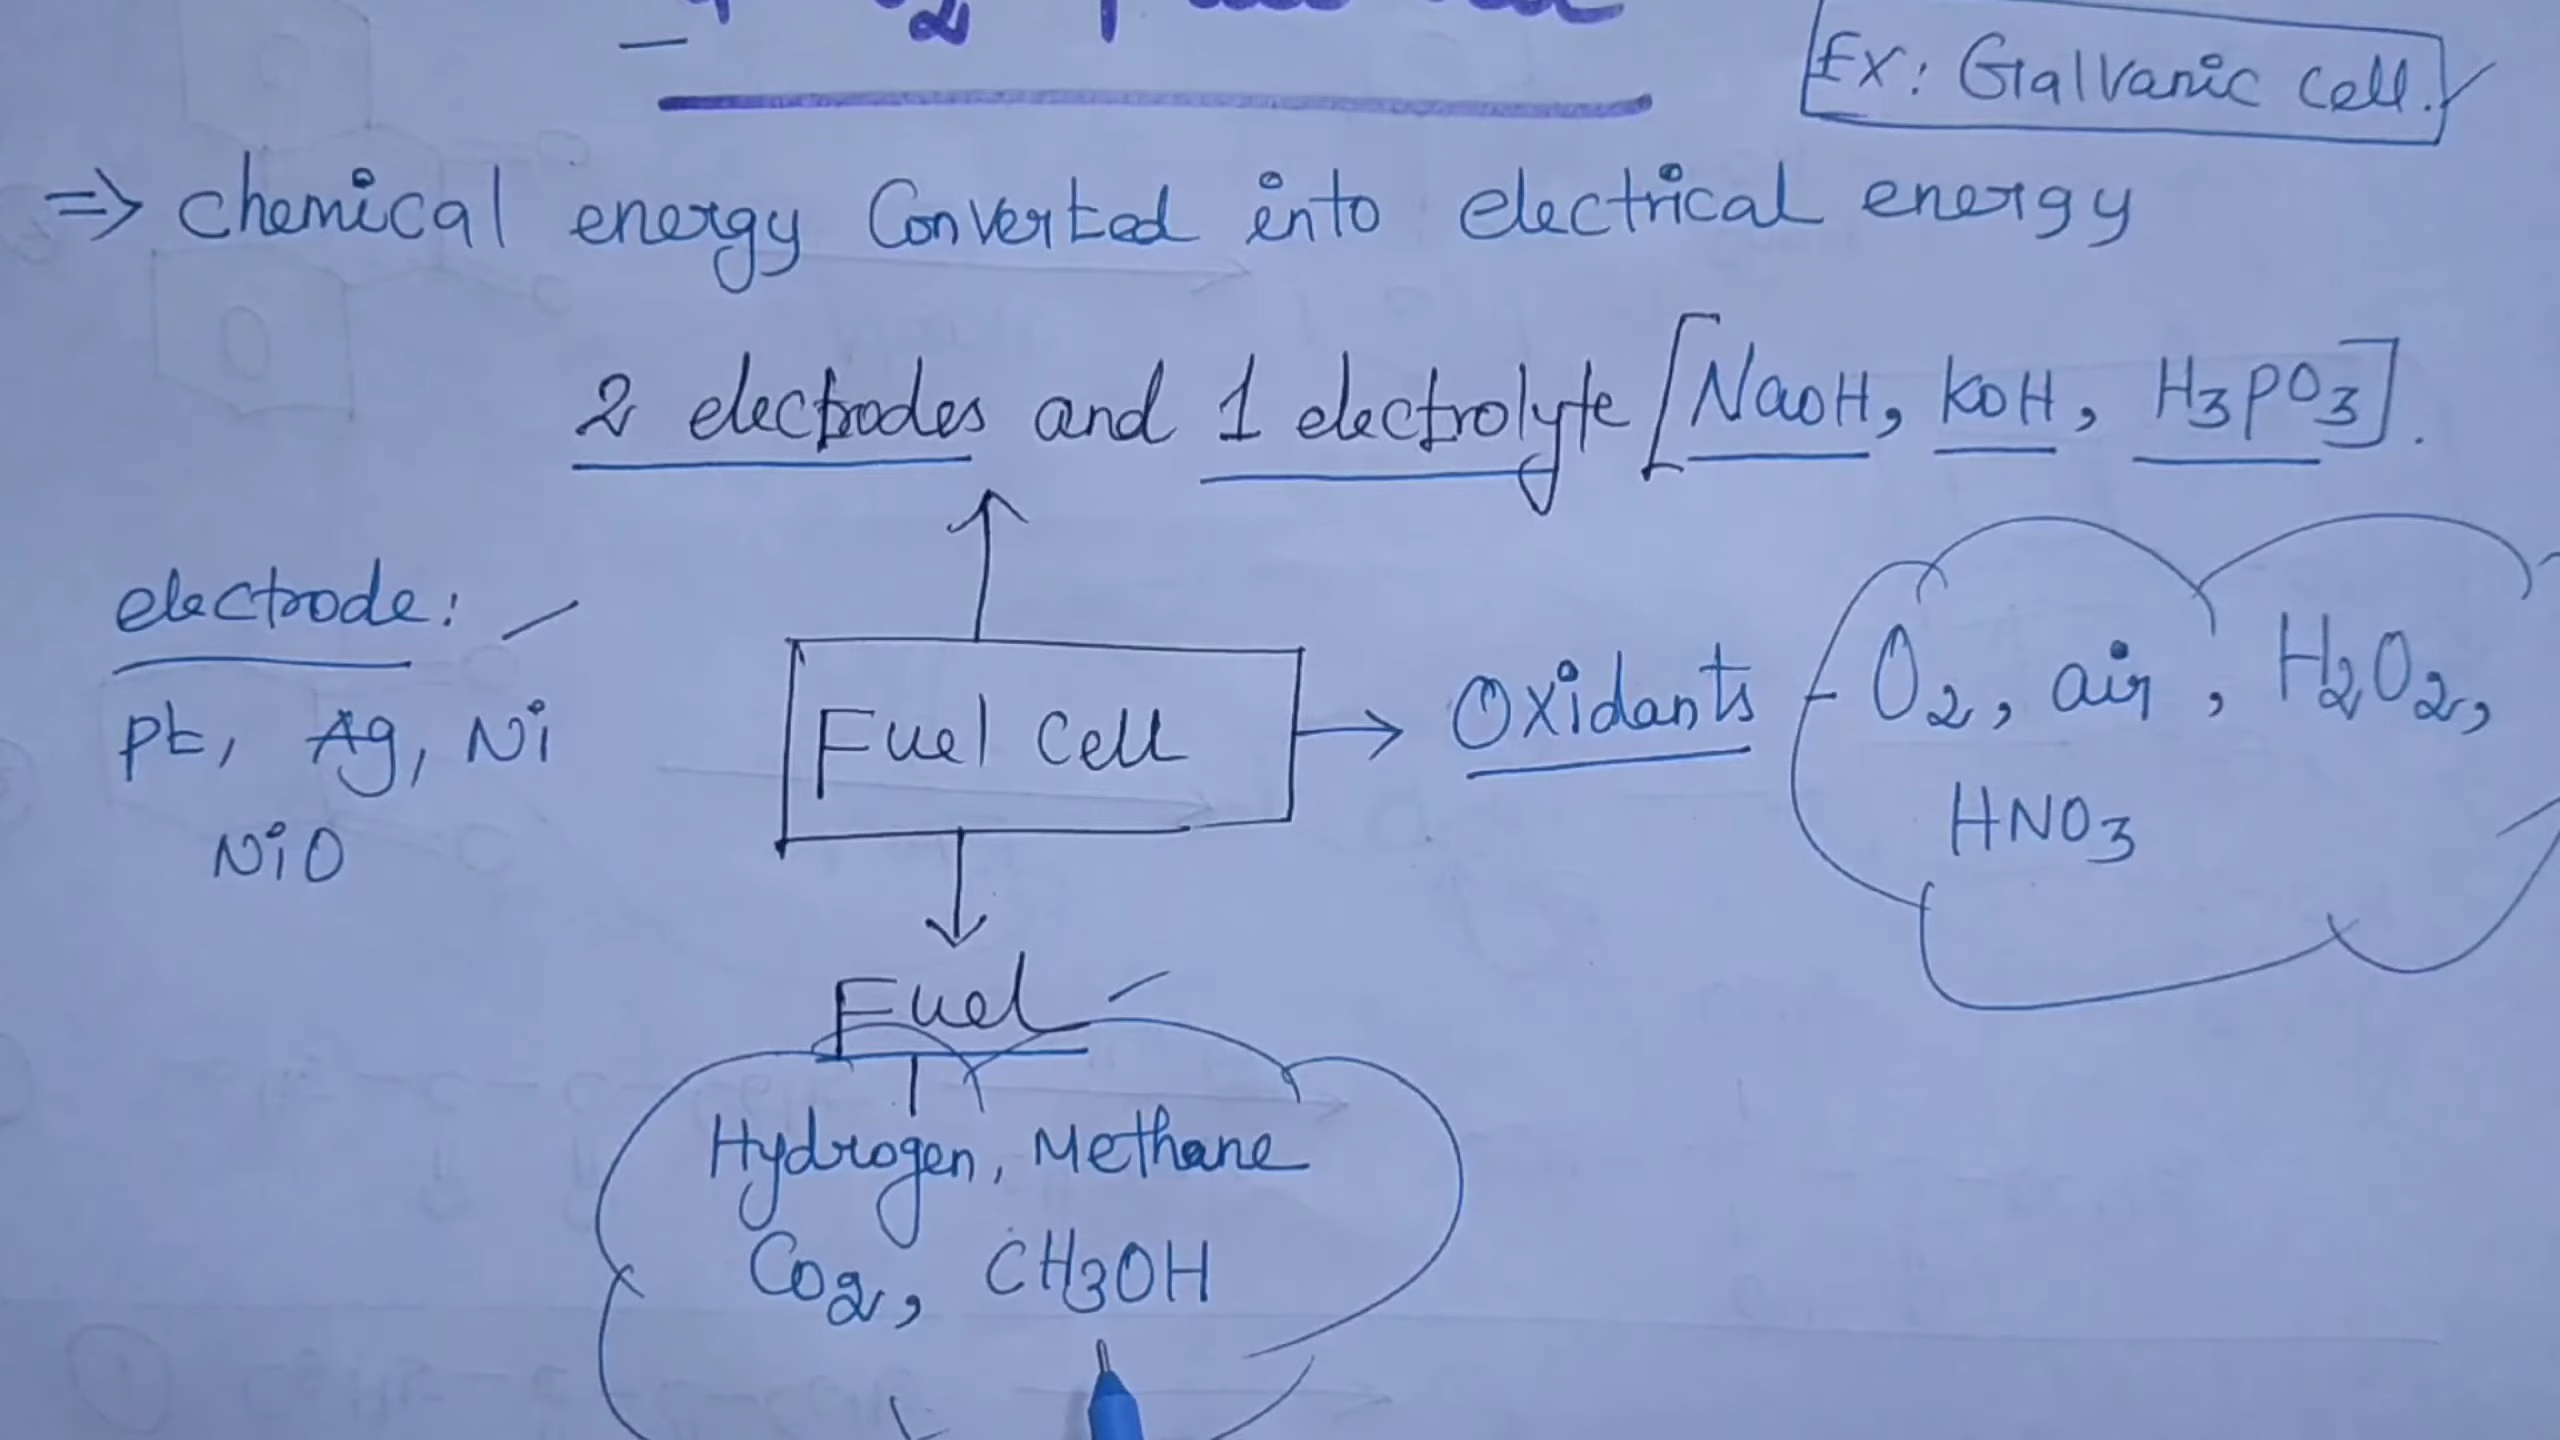 Ex: Galvanic cell.
=> chemical energy Converted into electrical energy
2 electrodes and 1 electrolyte [NaoH, koH, H3PO3].
electrode:
pt, Ag, Ni
NiO
Fuel Cell
→ Oxidants - O2, air, H2O2,
HNO3
Fuel
Hydrogen, Methane
Co2, CH3OH